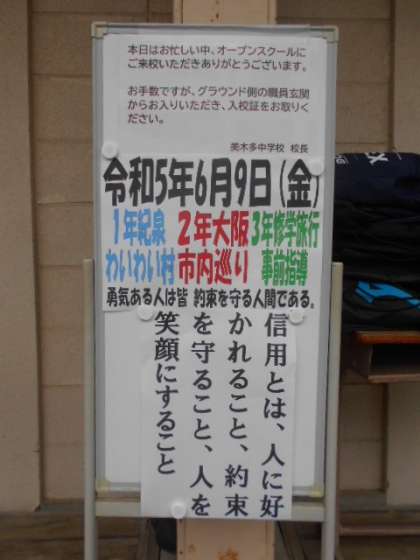 本日はお忙しい中、オープンスクールに
ご来校いただきありがとうございます。
お手数ですが、グラウンド側の職員玄関
からお入りいただき、入校証をお取りく
ださい。
美木多中学校 校長
令和5年6月9日(金)
1年紀泉 2年大阪 3年修学旅行
わいわい村 市内巡り 事前指導
勇気ある人は皆 約束を守る人間である。
信用とは、人に好
かれること、約束
を守ること、人を
笑顔にすること